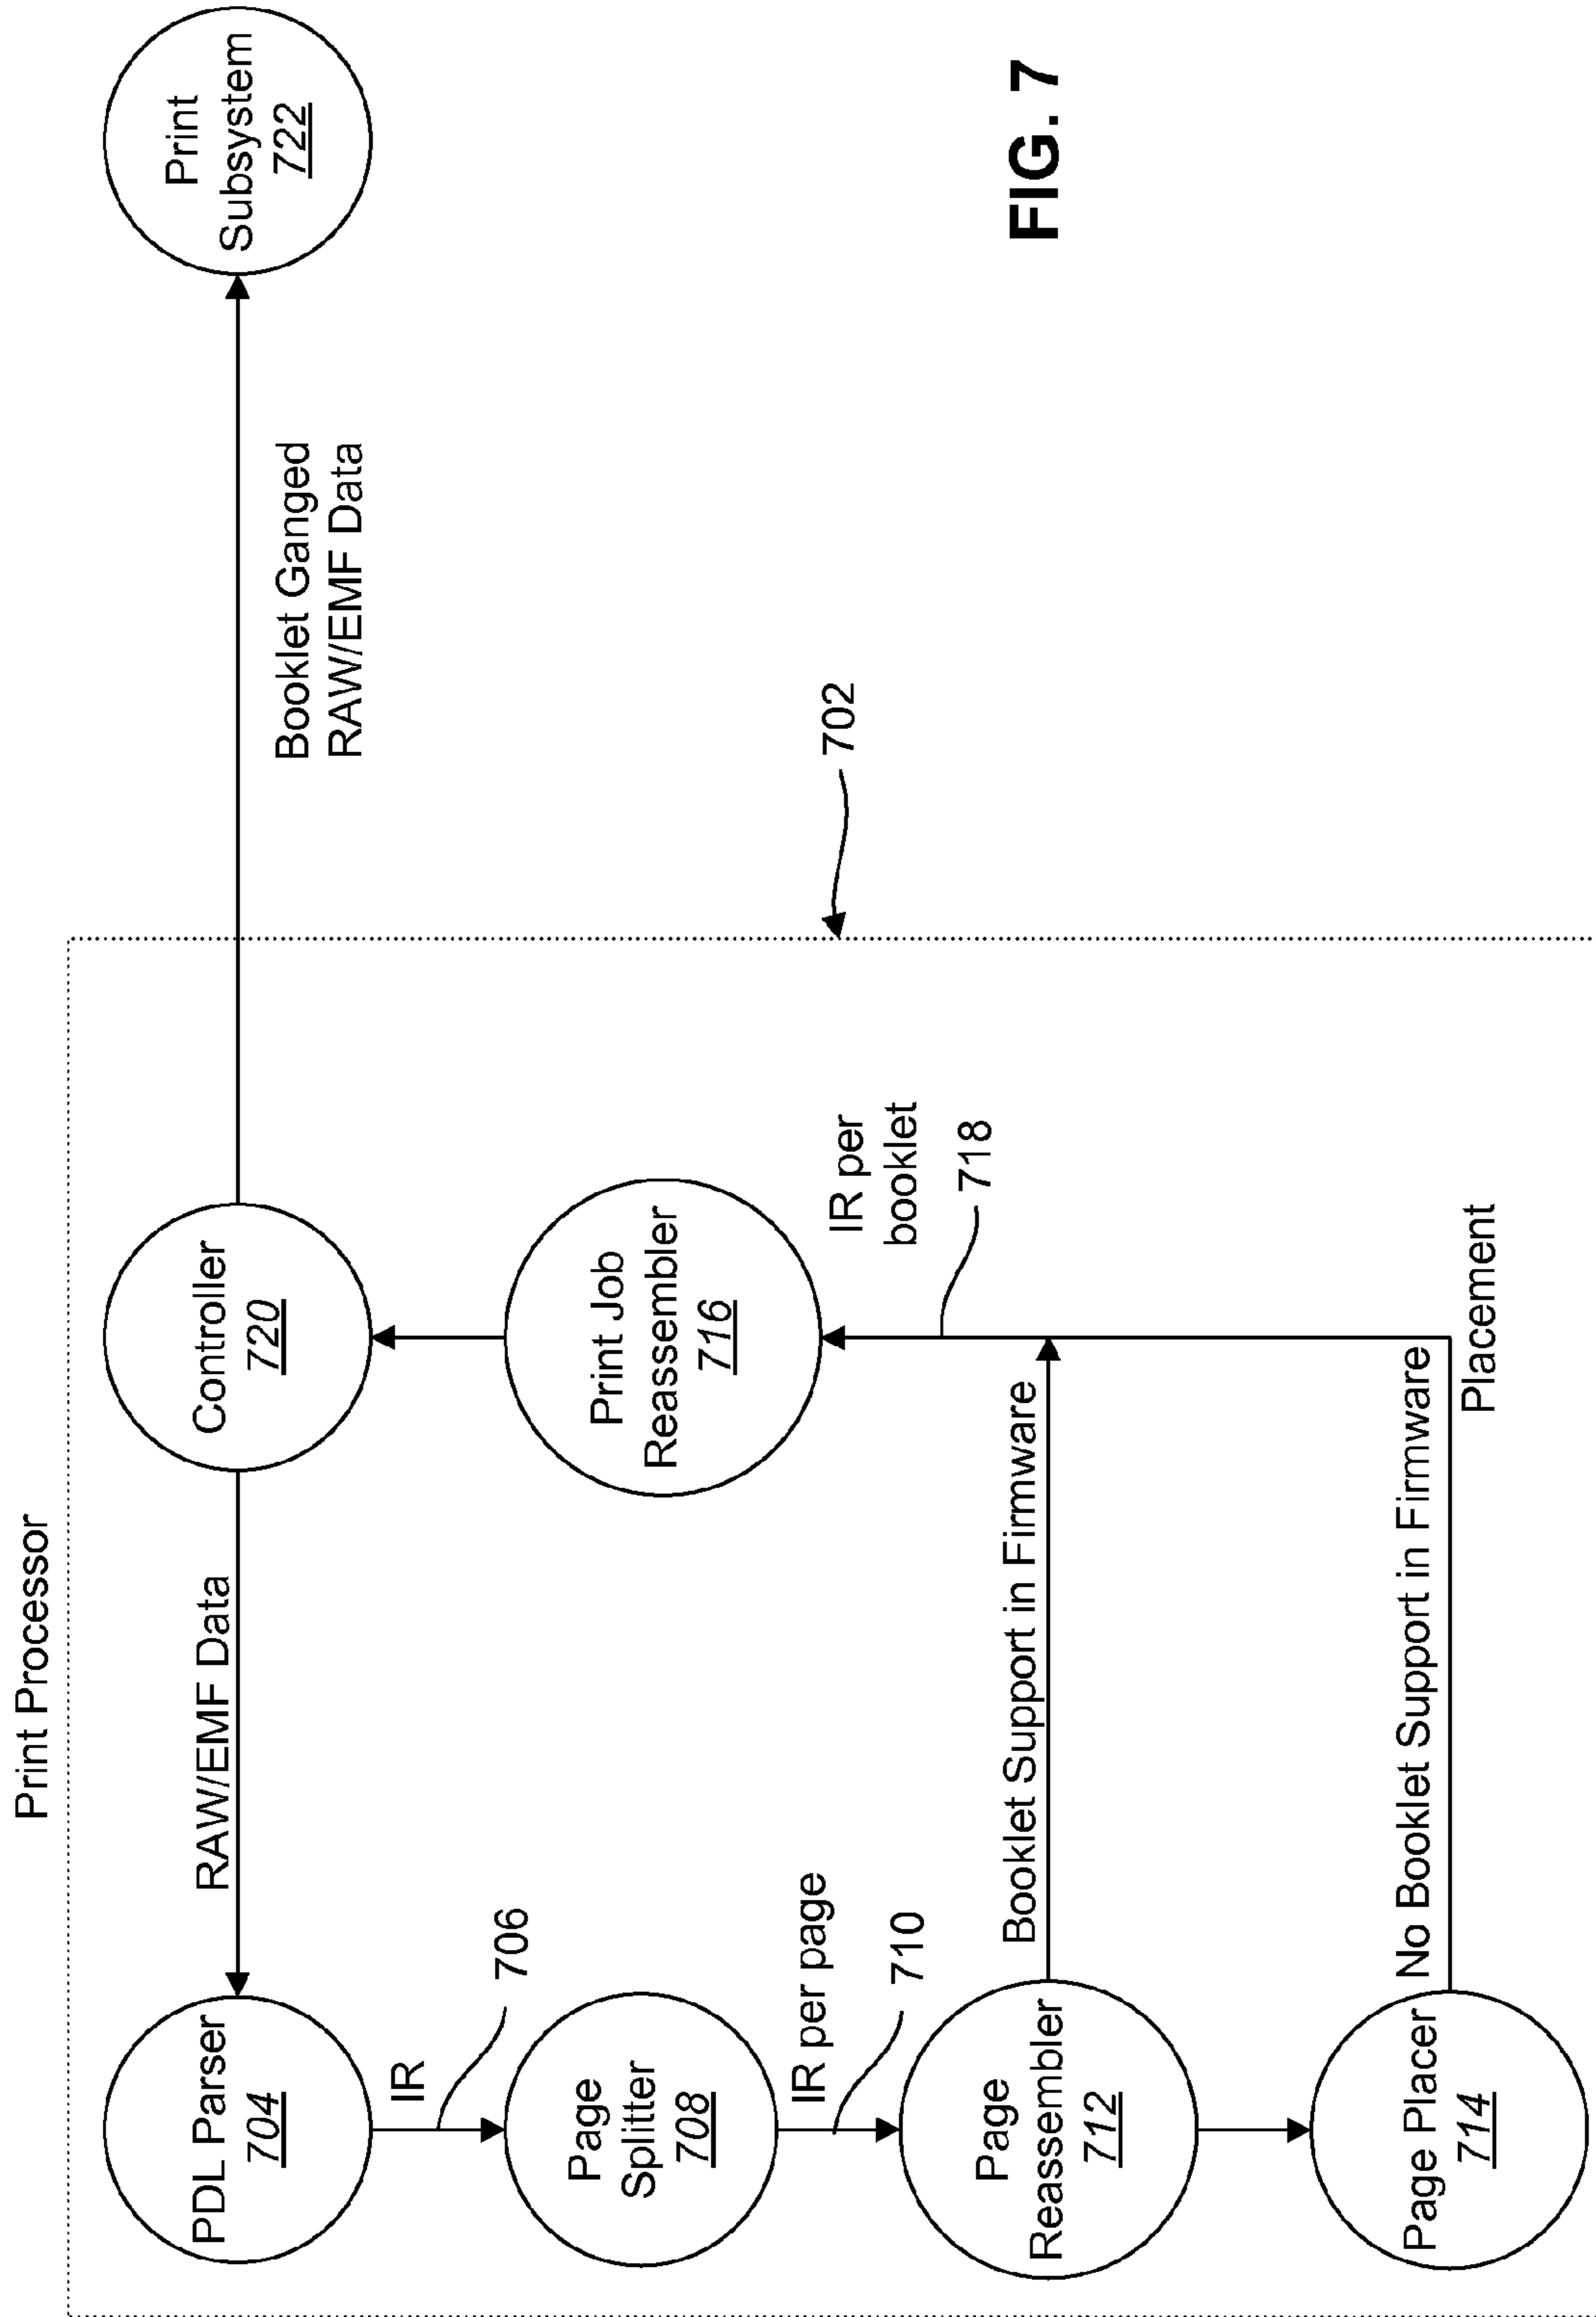 Print Processor
PDL Parser
704
RAW/EMF Data
Controller
720
Booklet Ganged
RAW/EMF Data
Print
Subsystem
722
IR
706
Page
Splitter
708
Print Job
Reassembler
716
IR per page
710
IR per
booklet
718
702
Page
Reassembler
712
Booklet Support in Firmware
Page Placer
714
No Booklet Support in Firmware
Placement
FIG. 7